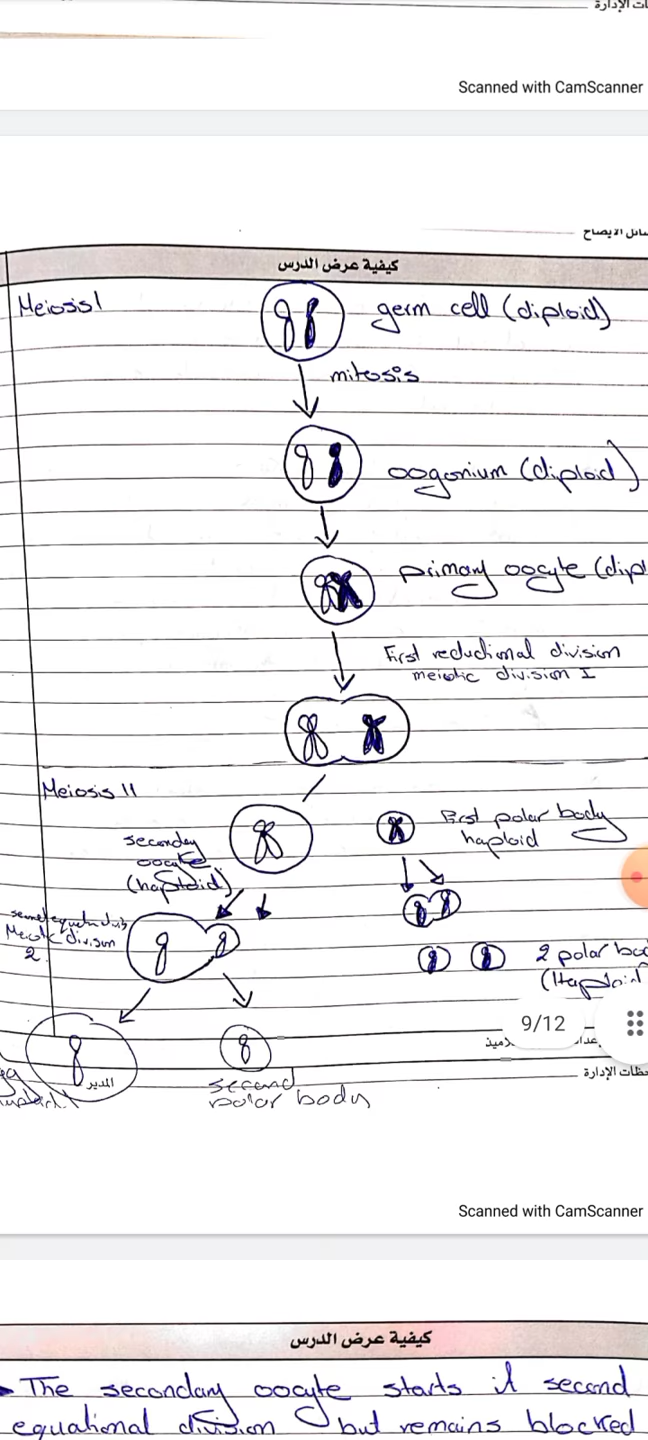 الإدارة
Scanned with CamScanner
كيفية عرض الدرس
Meiosis I
germ cell (diploid)
mitosis
oogonium (diploid)
primary oocyte (dipl
First reductional division
meiotic division I
Meiosis II
First polar body
haploid
seconday
oocyte
(haploid)
Meiotic division
2
2 polar bod
(Haploid
9/12
المدير
second
polar body
Scanned with CamScanner
كيفية عرض الدرس
The secondary oocyte starts it second
equational division but remains blocked